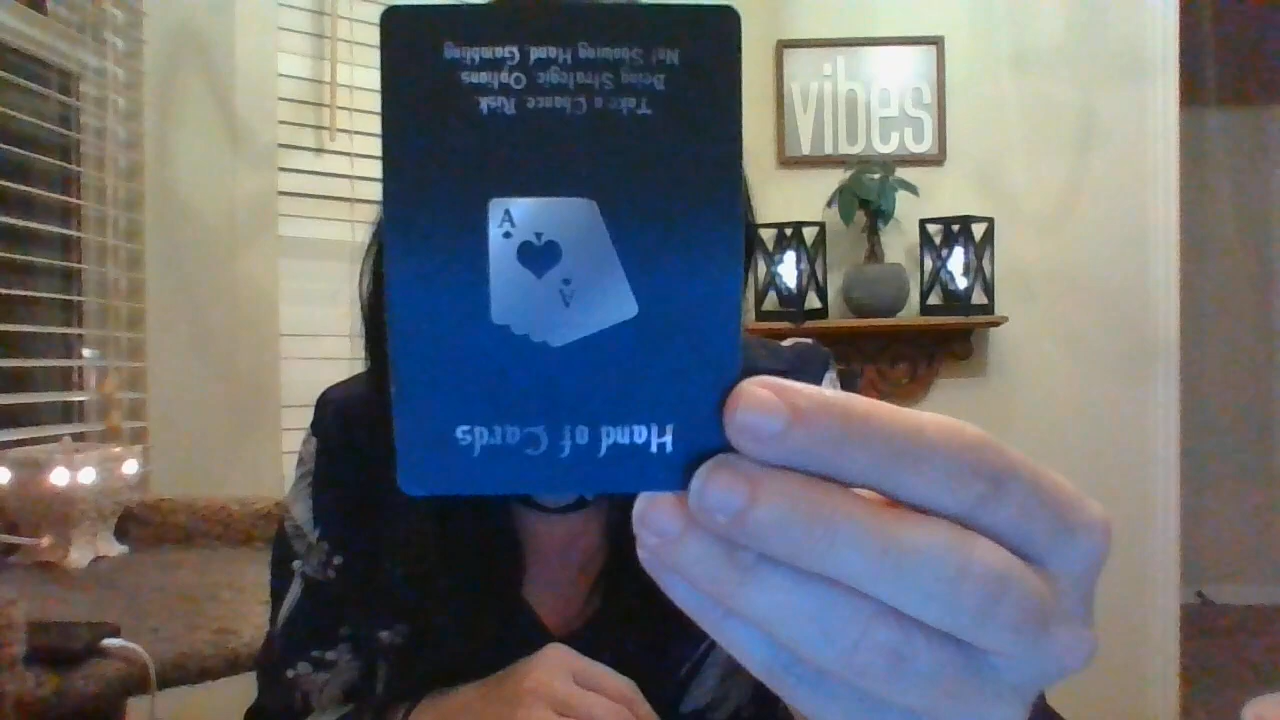 Hand of Cards
A
A
Take a Chance Risk.
Being Strategic Options
Not Showing Hand, Gambling
vibes